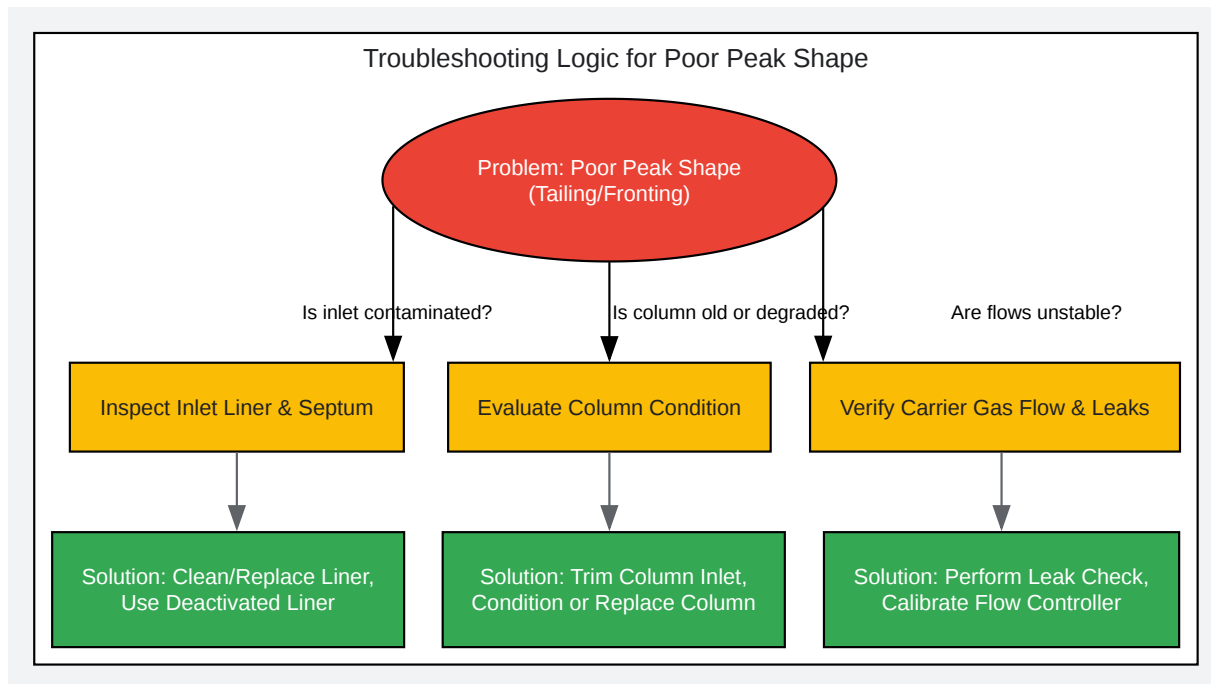 Troubleshooting Logic for Poor Peak Shape
Problem: Poor Peak Shape
(Tailing/Fronting)
Is inlet contaminated?
Is column old or degraded?
Are flows unstable?
Inspect Inlet Liner & Septum
Evaluate Column Condition
Verify Carrier Gas Flow & Leaks
Solution: Clean/Replace Liner,
Use Deactivated Liner
Solution: Trim Column Inlet,
Condition or Replace Column
Solution: Perform Leak Check,
Calibrate Flow Controller